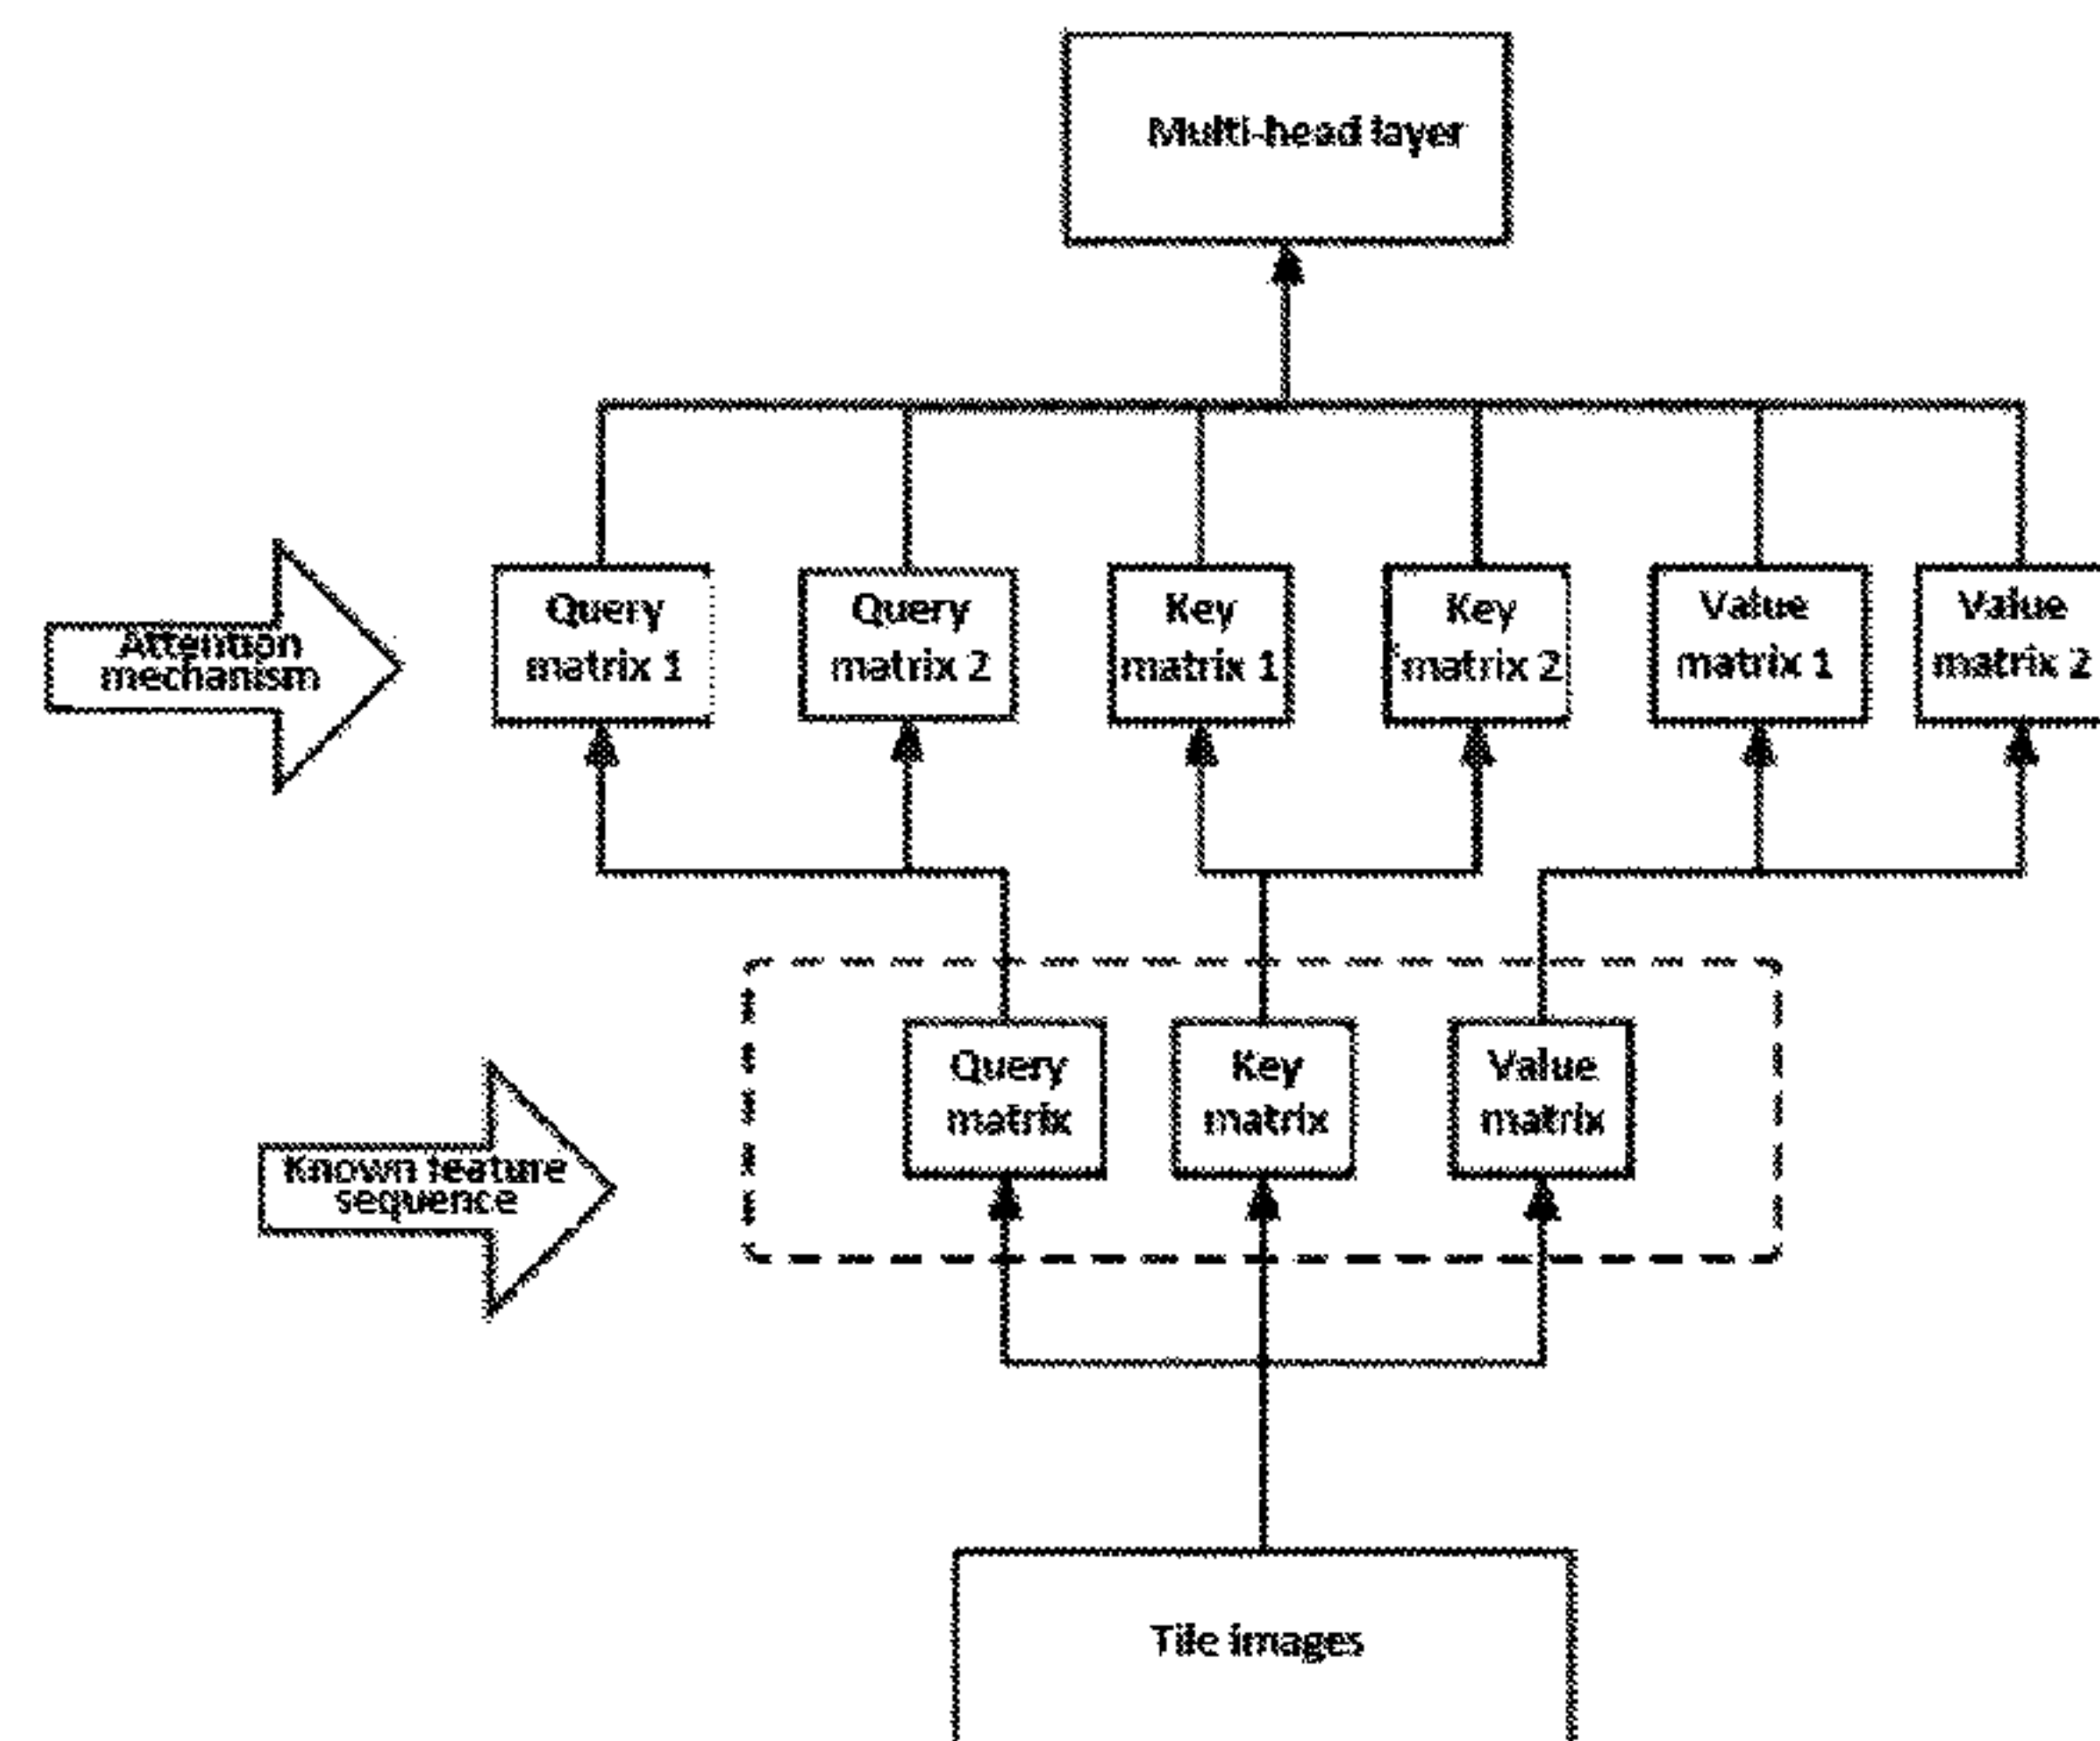 Multi-head layer
Attention
mechanism
Query
matrix 1
Query
matrix 2
Key
matrix 1
Key
matrix 2
Value
matrix 1
Value
matrix 2
Known feature
sequence
Query
matrix
Key
matrix
Value
matrix
Tile images